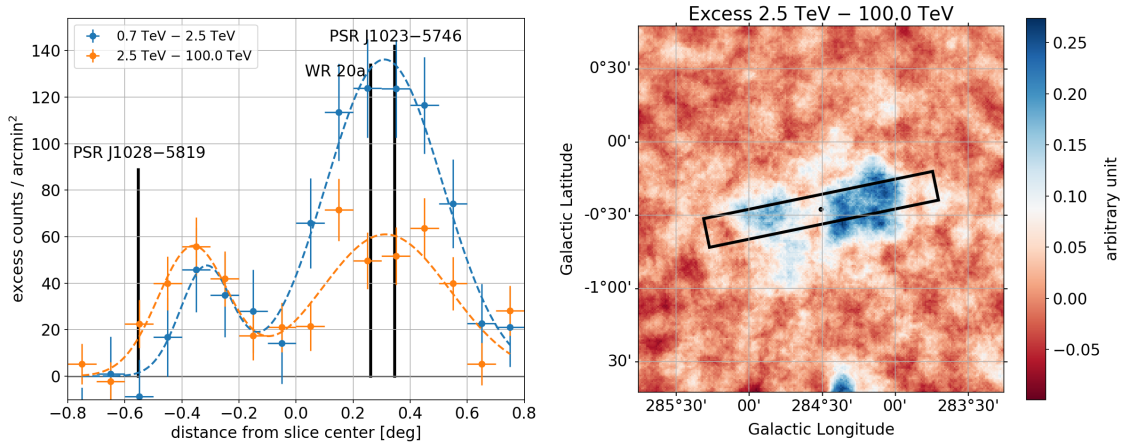 0.7 TeV − 2.5 TeV
2.5 TeV − 100.0 TeV
PSR J1023−5746
WR 20a
PSR J1028−5819
140
120
100
80
60
40
20
0
excess counts / arcmin²
−0.8 −0.6 −0.4 −0.2 0.0 0.2 0.4 0.6 0.8
distance from slice center [deg]
Excess 2.5 TeV − 100.0 TeV
0°30'
00'
-0°30'
-1°00'
30'
Galactic Latitude
285°30' 00' 284°30' 00' 283°30'
Galactic Longitude
0.25
0.20
0.15
0.10
0.05
0.00
−0.05
arbitrary unit